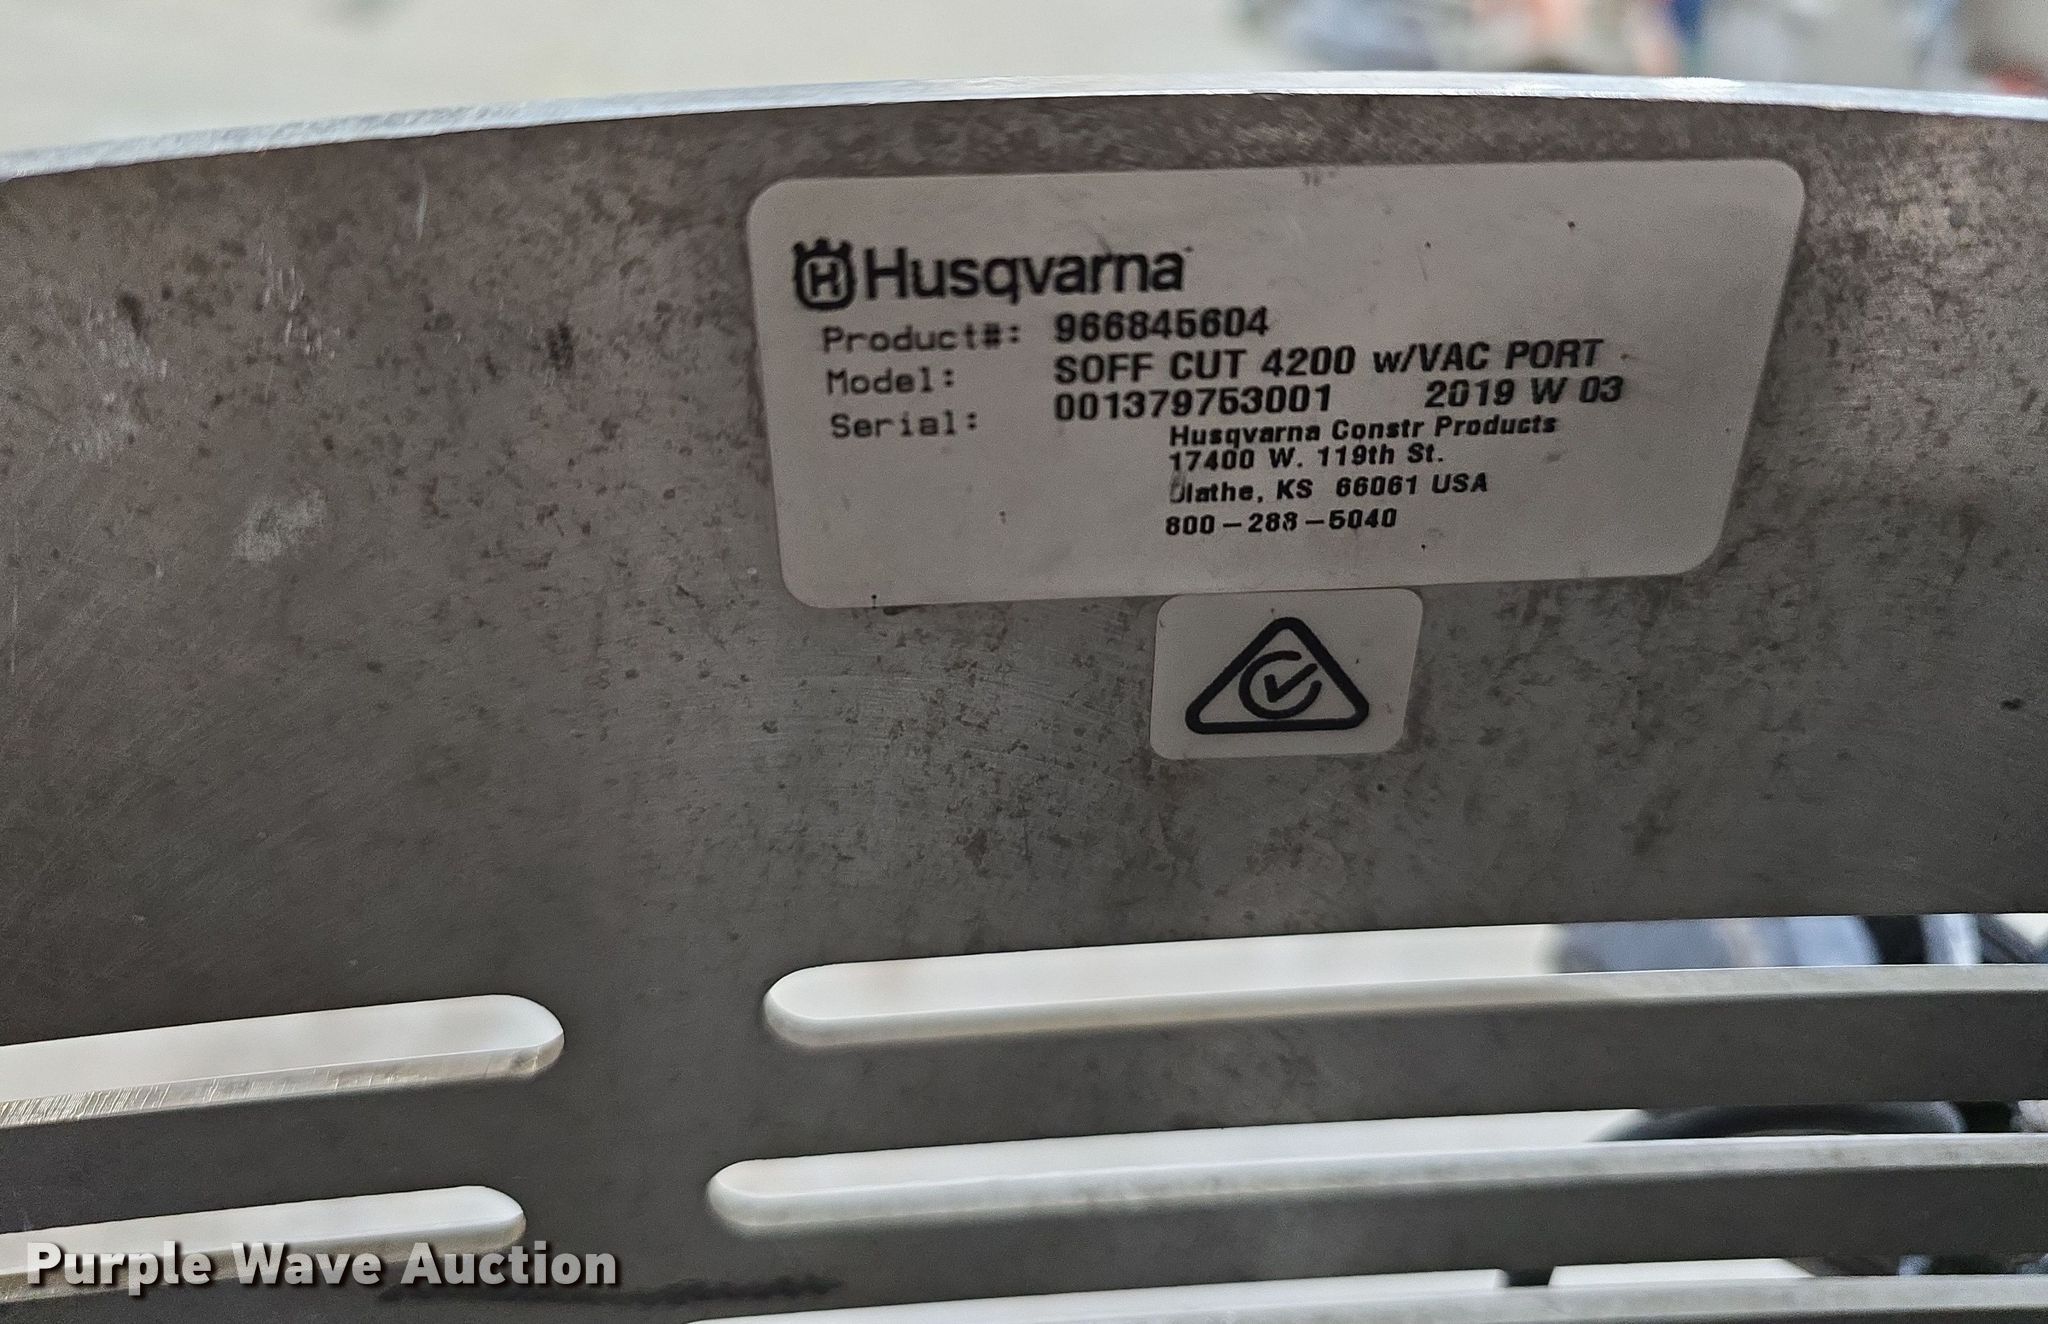 Husqvarna
Product#: 966845604
Model: SOFF CUT 4200 w/VAC PORT
Serial: 001379753001 2019 W 03
Husqvarna Constr Products
17400 W. 119th St.
Olathe, KS 66061 USA
800-288-5040
Purple Wave Auction